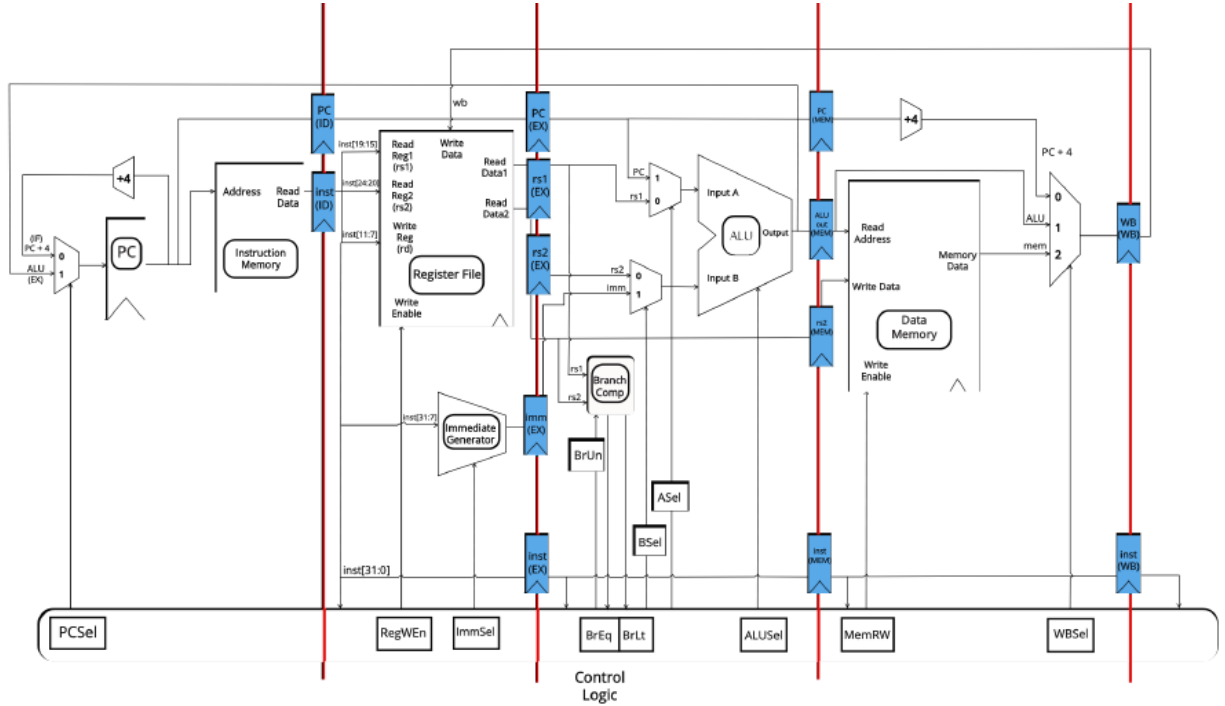 wb
PC
(ID)
PC
(EX)
PC
(MEM)
+4
PC + 4
inst[19:15]
Read
Reg1
(rs1)
Write
Data
Read
Data1
+4
Address
Read
Data
inst
(ID)
inst[24:20]
Read
Reg2
(rs2)
Read
Data2
rs1
(EX)
PC
1
rs1
0
Input A
ALU
Output
ALU
out
(MEM)
Read
Address
0
ALU
1
mem
2
WB
(WB)
(IF)
PC + 4
0
ALU
1
(EX)
PC
Instruction
Memory
inst[11:7]
Write
Reg
(rd)
Register File
Write
Enable
rs2
(EX)
rs2
0
imm
1
Input B
Memory
Data
Write Data
rs2
(MEM)
Data
Memory
Write
Enable
rs1
rs2
Branch
Comp
inst[31:7]
Immediate
Generator
imm
(EX)
BrUn
ASel
BSel
inst[31:0]
inst
(EX)
inst
(MEM)
inst
(WB)
PCSel
RegWEn
ImmSel
BrEq
BrLt
ALUSel
MemRW
WBSel
Control
Logic